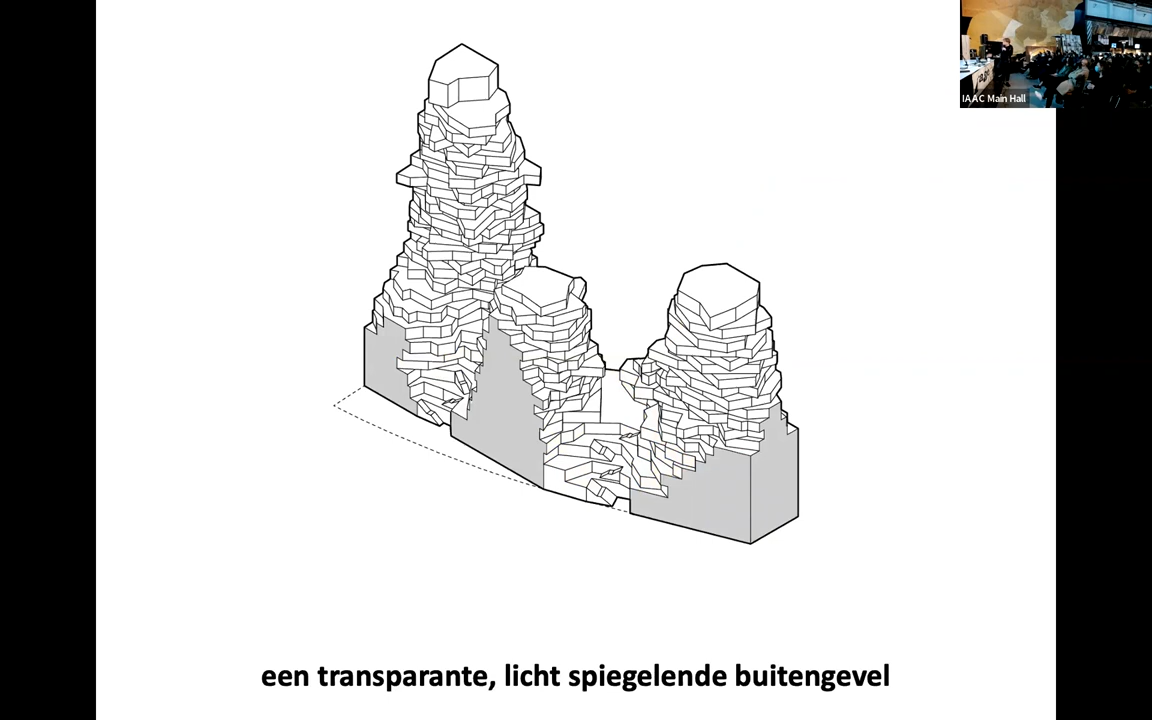 IAAC Main Hall
een transparante, licht spiegelende buitengevel